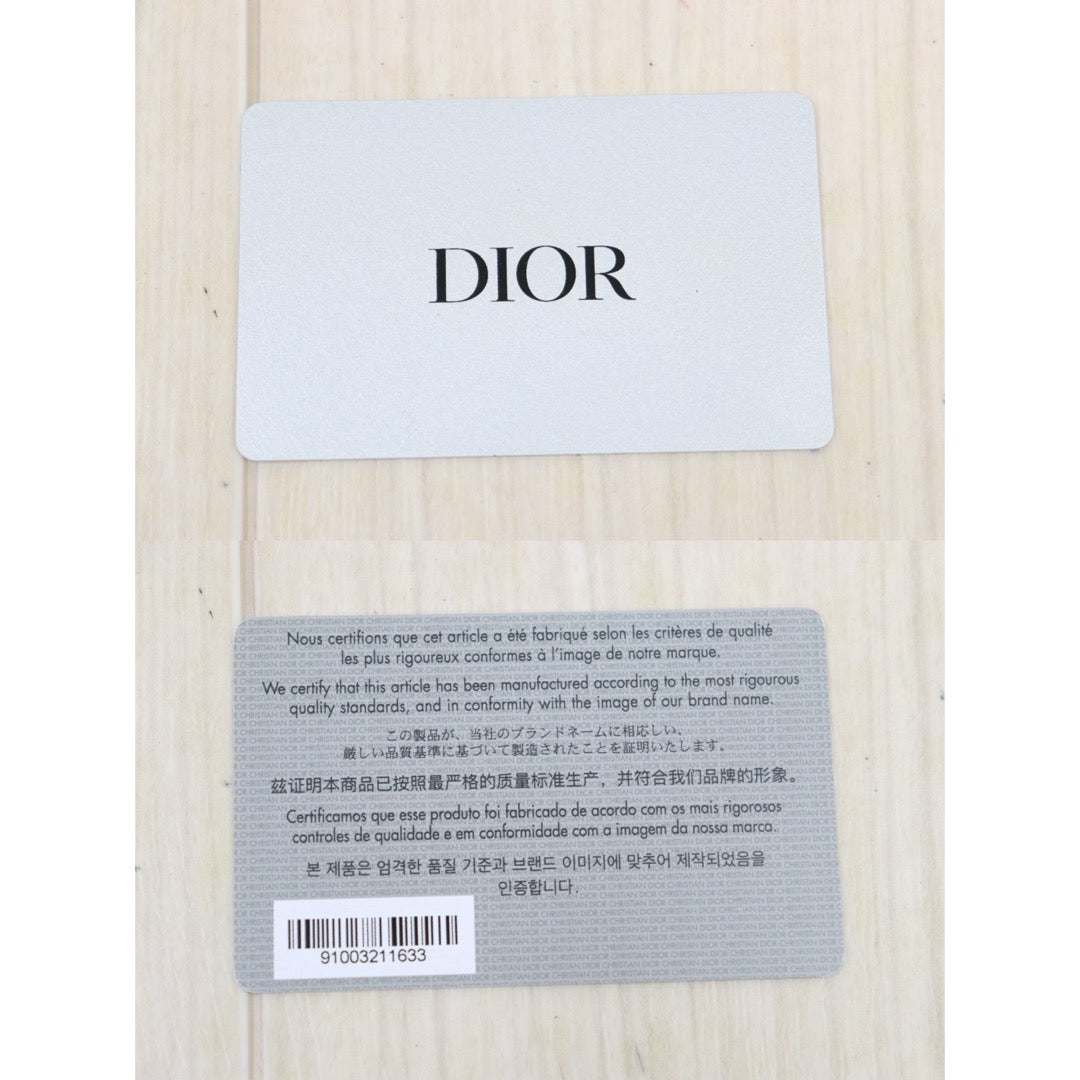 DIOR
Nous certifions que cet article a été fabriqué selon les critères de qualité
les plus rigoureux conformes à l'image de notre marque.
We certify that this article has been manufactured according to the most rigourous
quality standards, and in conformity with the image of our brand name.
この製品が、当社のブランドネームに相応しい、
厳しい品質基準に基づいて製造されたことを証明いたします。
兹证明本商品已按照最严格的质量标准生产，并符合我们品牌的形象。
Certificamos que esse produto foi fabricado de acordo com os mais rigorosos
controles de qualidade e em conformidade com a imagem da nossa marca.
본 제품은 엄격한 품질 기준과 브랜드 이미지에 맞추어 제작되었음을
인증합니다.
91003211633